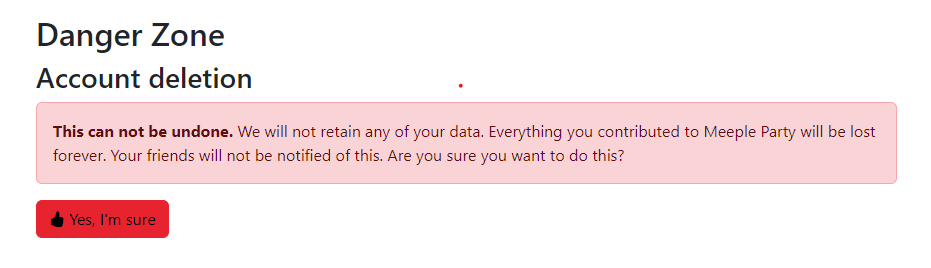 Danger Zone
Account deletion
This can not be undone. We will not retain any of your data. Everything you contributed to Meeple Party will be lost
forever. Your friends will not be notified of this. Are you sure you want to do this?
Yes, I'm sure